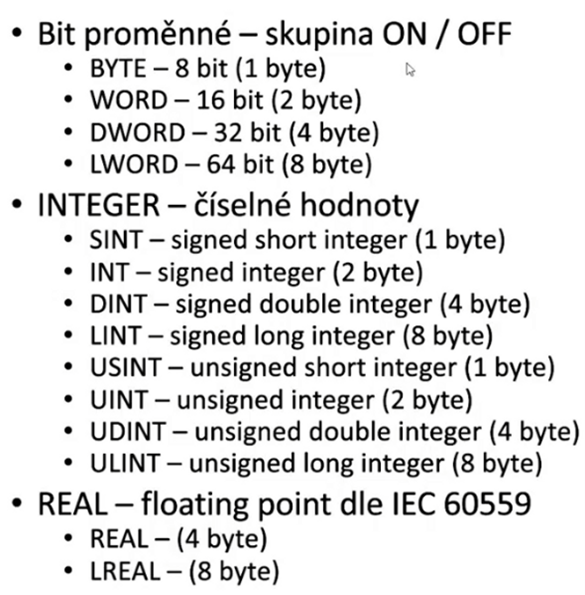 • Bit proměnné – skupina ON / OFF
• BYTE – 8 bit (1 byte)
• WORD – 16 bit (2 byte)
• DWORD – 32 bit (4 byte)
• LWORD – 64 bit (8 byte)
• INTEGER – číselné hodnoty
• SINT – signed short integer (1 byte)
• INT – signed integer (2 byte)
• DINT – signed double integer (4 byte)
• LINT – signed long integer (8 byte)
• USINT – unsigned short integer (1 byte)
• UINT – unsigned integer (2 byte)
• UDINT – unsigned double integer (4 byte)
• ULINT – unsigned long integer (8 byte)
• REAL – floating point dle IEC 60559
• REAL – (4 byte)
• LREAL – (8 byte)